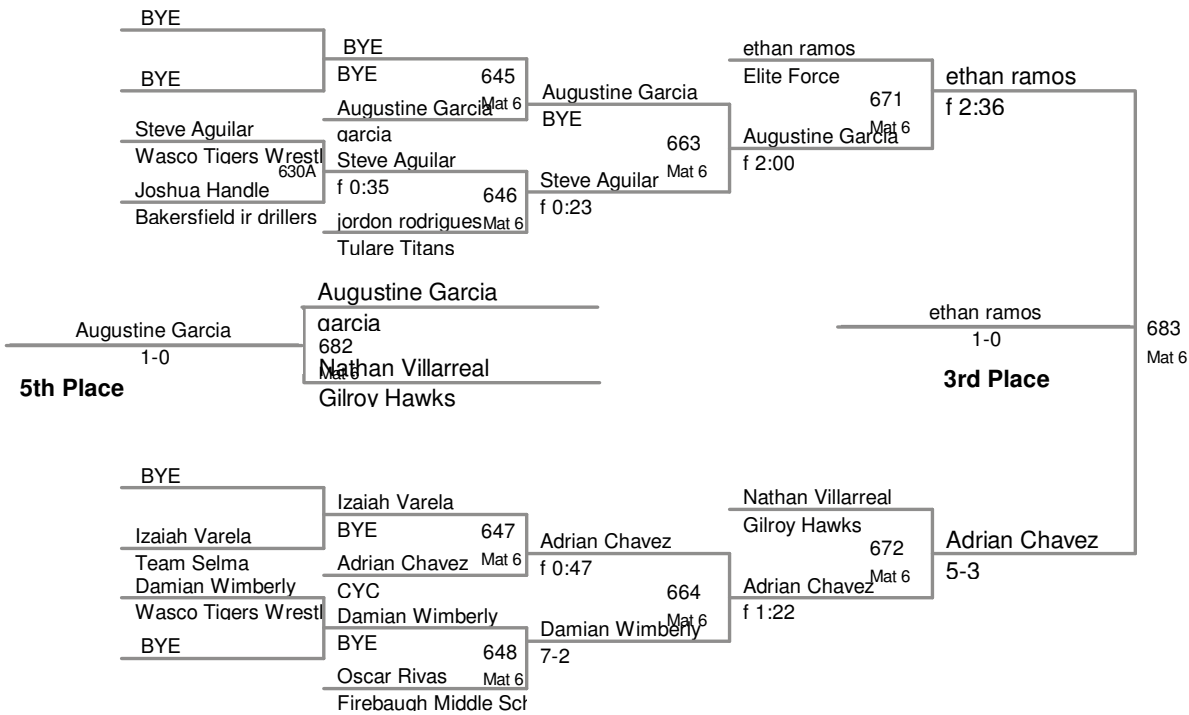 BYE
BYE
BYE
BYE
645
Mat 6
Augustine Garcia
garcia
Steve Aguilar
Wasco Tigers Wrestl
630A
Joshua Handle
Bakersfield jr drillers
Steve Aguilar
f 0:35
646
Mat 6
jordon rodrigues
Tulare Titans
Augustine Garcia
BYE
663
Mat 6
Steve Aguilar
f 0:23
ethan ramos
Elite Force
671
Mat 6
Augustine Garcia
f 2:00
ethan ramos
f 2:36
Augustine Garcia
garcia
682
Mat 6
Nathan Villarreal
Gilroy Hawks
Augustine Garcia
1-0
5th Place
ethan ramos
1-0
3rd Place
683
Mat 6
BYE
Izaiah Varela
Team Selma
Damian Wimberly
Wasco Tigers Wrestl
BYE
Izaiah Varela
BYE
647
Mat 6
Adrian Chavez
CYC
Damian Wimberly
BYE
648
Mat 6
Oscar Rivas
Firebaugh Middle Sch
Adrian Chavez
f 0:47
664
Mat 6
Damian Wimberly
7-2
Nathan Villarreal
Gilroy Hawks
672
Mat 6
Adrian Chavez
f 1:22
Adrian Chavez
5-3